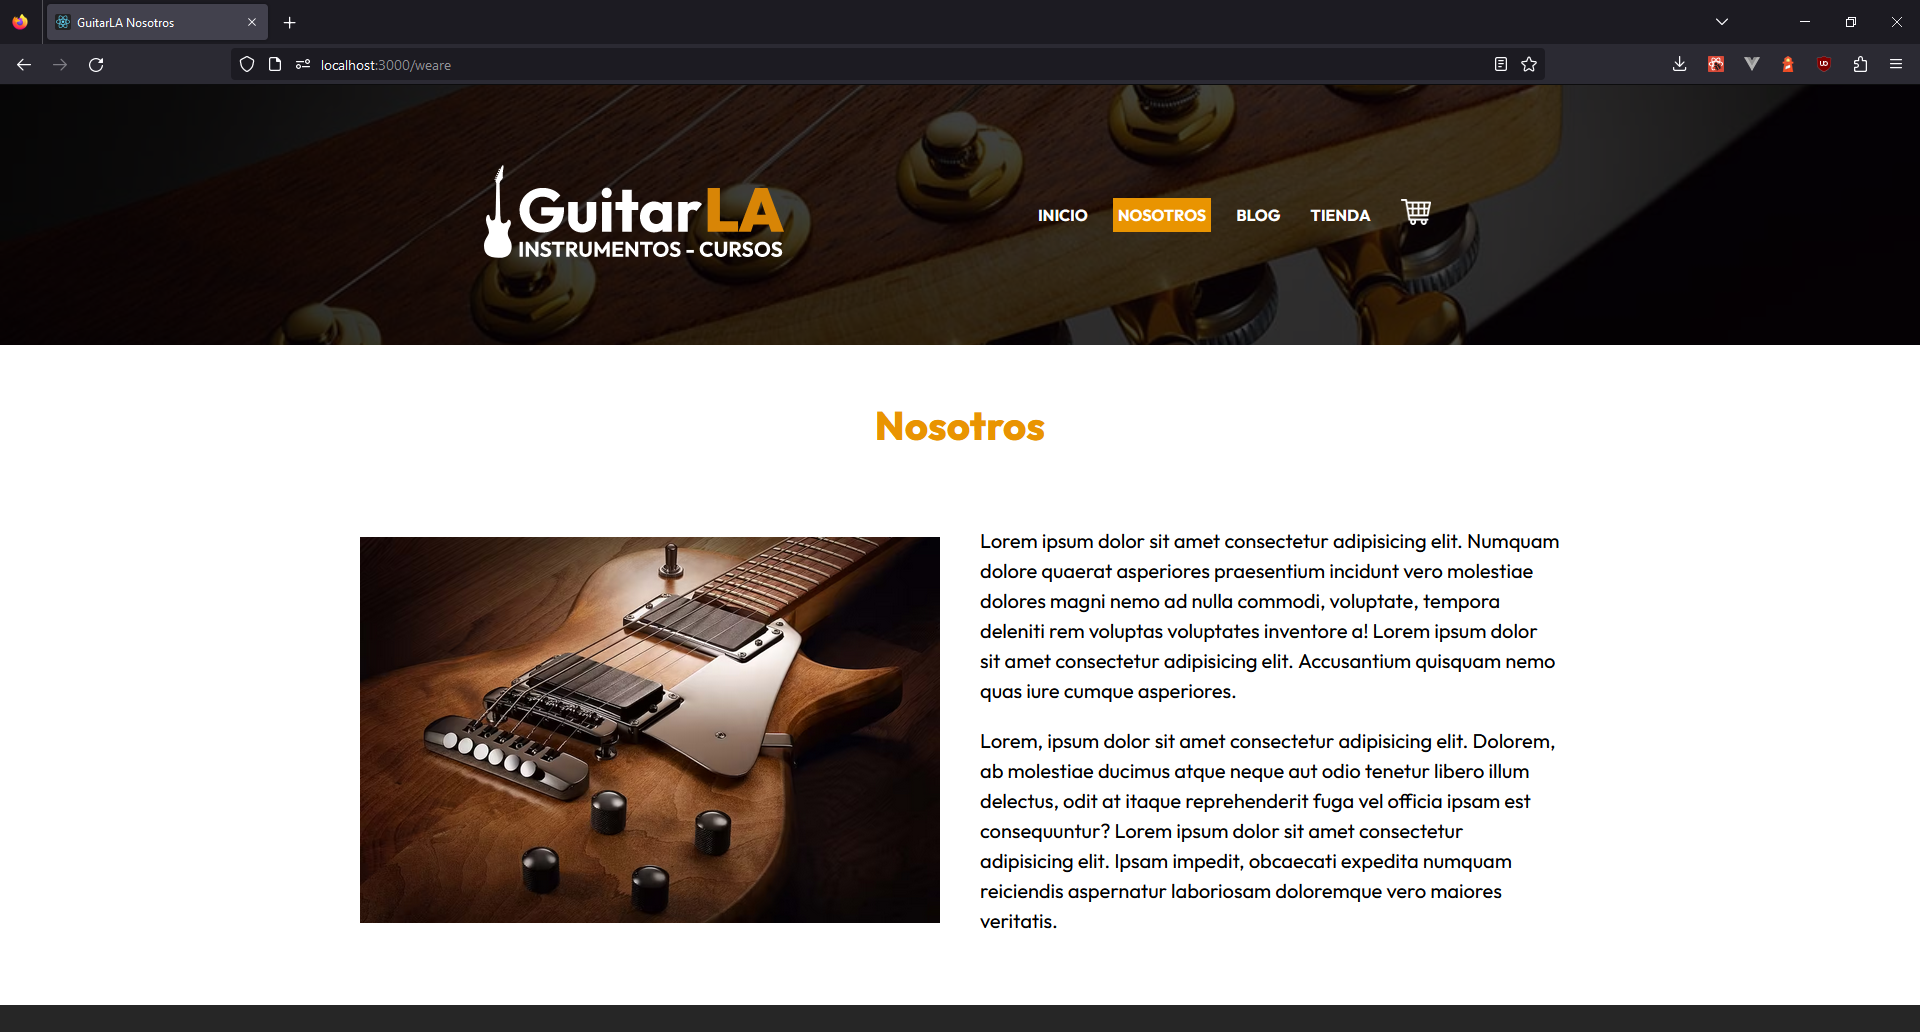 GuitarLA Nosotros
localhost:3000/weare
GuitarLA
INSTRUMENTOS - CURSOS
INICIO NOSOTROS BLOG TIENDA
Nosotros
Lorem ipsum dolor sit amet consectetur adipisicing elit. Numquam
dolore quaerat asperiores praesentium incidunt vero molestiae
dolores magni nemo ad nulla commodi, voluptate, tempora
deleniti rem voluptas voluptates inventore a! Lorem ipsum dolor
sit amet consectetur adipisicing elit. Accusantium quisquam nemo
quas iure cumque asperiores.
Lorem, ipsum dolor sit amet consectetur adipisicing elit. Dolorem,
ab molestiae ducimus atque neque aut odio tenetur libero illum
delectus, odit at itaque reprehenderit fuga vel officia ipsam est
consequuntur? Lorem ipsum dolor sit amet consectetur
adipisicing elit. Ipsam impedit, obcaecati expedita numquam
reiciendis aspernatur laboriosam doloremque vero maiores
veritatis.